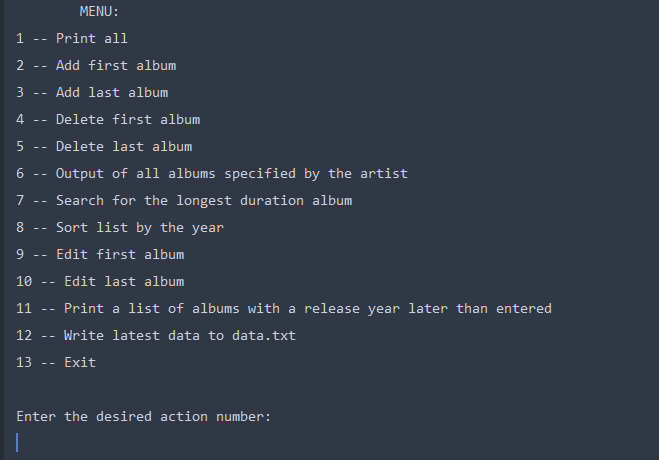 MENU:
1 -- Print all
2 -- Add first album
3 -- Add last album
4 -- Delete first album
5 -- Delete last album
6 -- Output of all albums specified by the artist
7 -- Search for the longest duration album
8 -- Sort list by the year
9 -- Edit first album
10 -- Edit last album
11 -- Print a list of albums with a release year later than entered
12 -- Write latest data to data.txt
13 -- Exit
Enter the desired action number: